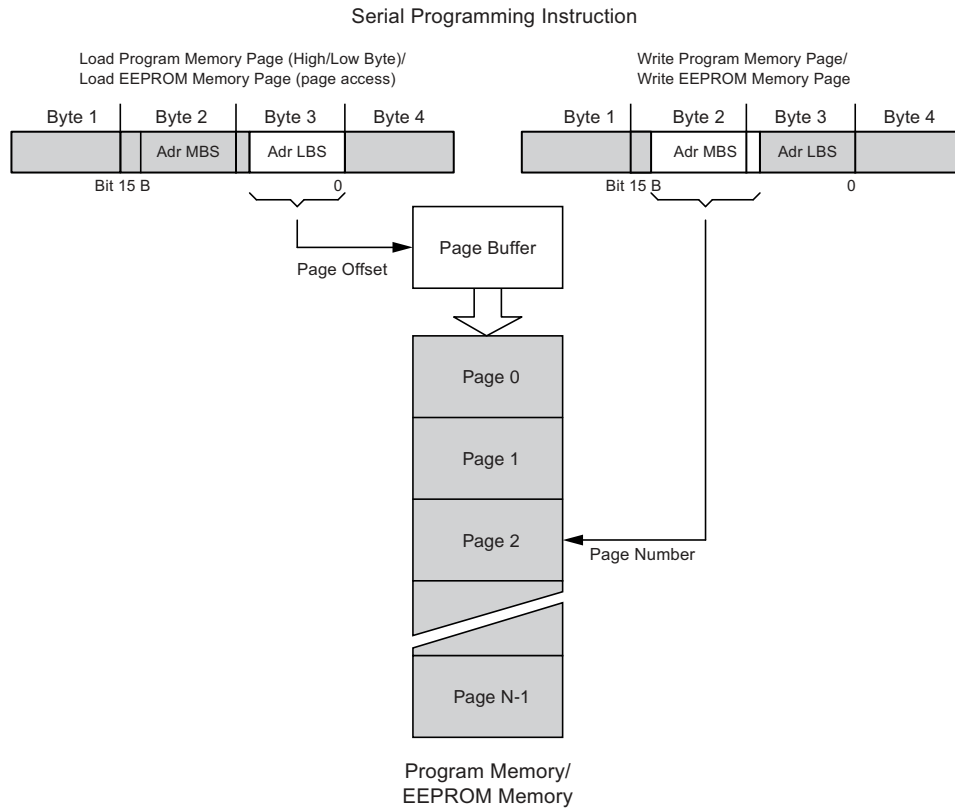 Serial Programming Instruction
Load Program Memory Page (High/Low Byte)/
Load EEPROM Memory Page (page access)
Byte 1
Byte 2
Byte 3
Byte 4
Adr MBS
Adr LBS
Bit 15 B
0
Write Program Memory Page/
Write EEPROM Memory Page
Byte 1
Byte 2
Byte 3
Byte 4
Adr MBS
Adr LBS
Bit 15 B
0
Page Offset
Page Buffer
Page 0
Page 1
Page 2
Page Number
Page N-1
Program Memory/
EEPROM Memory